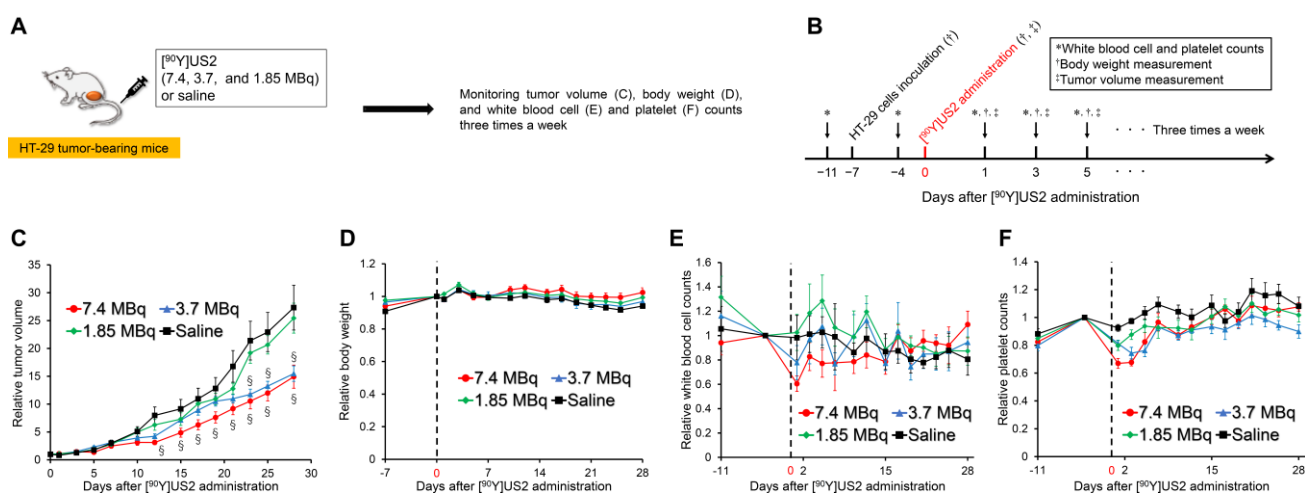 A
[⁹⁰Y]US2
(7.4, 3.7, and 1.85 MBq)
or saline
HT-29 tumor-bearing mice
Monitoring tumor volume (C), body weight (D),
and white blood cell (E) and platelet (F) counts
three times a week
B
HT-29 cells inoculation (†)
[⁹⁰Y]US2 administration (†, ‡)
*White blood cell and platelet counts
†Body weight measurement
‡Tumor volume measurement
* * *, †, ‡ *, †, ‡ *, †, ‡
· · · Three times a week
−11 −7 −4 0 1 3 5 · · ·
Days after [⁹⁰Y]US2 administration
C
Relative tumor volume
35
30
25
20
15
10
5
0
7.4 MBq 3.7 MBq
1.85 MBq Saline
§ § § § § § § § § §
0 5 10 15 20 25 30
Days after [⁹⁰Y]US2 administration
D
Relative body weight
1.2
1
0.8
0.6
0.4
0.2
0
7.4 MBq 3.7 MBq
1.85 MBq Saline
-7 0 7 14 21 28
Days after [⁹⁰Y]US2 administration
E
Relative white blood cell counts
1.6
1.4
1.2
1
0.8
0.6
0.4
0.2
0
7.4 MBq 3.7 MBq
1.85 MBq Saline
-11 0 2 15 28
Days after [⁹⁰Y]US2 administration
F
Relative platelet counts
1.4
1.2
1
0.8
0.6
0.4
0.2
0
7.4 MBq 3.7 MBq
1.85 MBq Saline
-11 0 2 15 28
Days after [⁹⁰Y]US2 administration